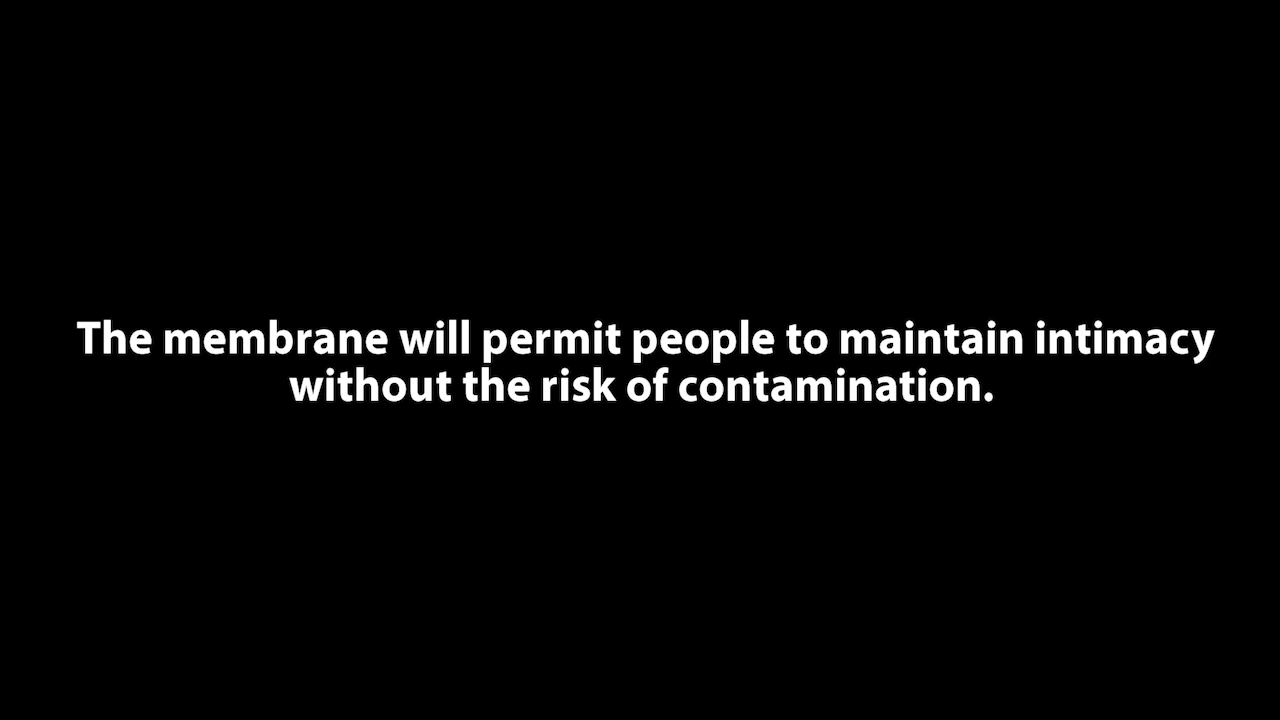 The membrane will permit people to maintain intimacy
without the risk of contamination.